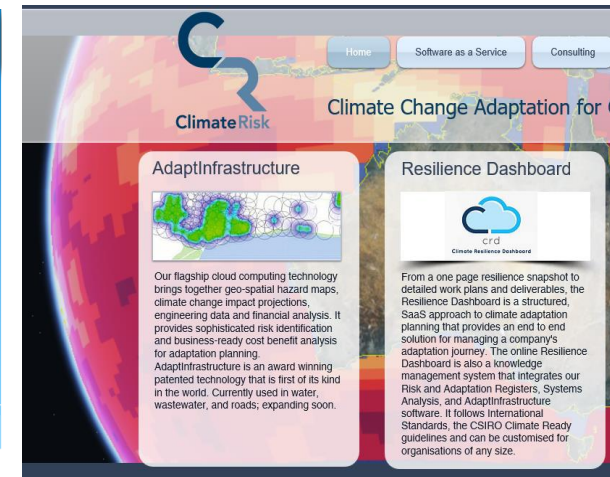 ClimateRisk
Home
Software as a Service
Consulting
Climate Change Adaptation for
AdaptInfrastructure
Our flagship cloud computing technology
brings together geo-spatial hazard maps,
climate change impact projections,
engineering data and financial analysis. It
provides sophisticated risk identification
and business-ready cost benefit analysis
for adaptation planning.
AdaptInfrastructure is an award winning
patented technology that is first of its kind
in the world. Currently used in water,
wastewater, and roads; expanding soon.
Resilience Dashboard
crd
Climate Resilience Dashboard
From a one page resilience snapshot to
detailed work plans and deliverables, the
Resilience Dashboard is a structured,
SaaS approach to climate adaptation
planning that provides an end to end
solution for managing a company's
adaptation journey. The online Resilience
Dashboard is also a knowledge
management system that integrates our
Risk and Adaptation Registers, Systems
Analysis, and AdaptInfrastructure
software. It follows International
Standards, the CSIRO Climate Ready
guidelines and can be customised for
organisations of any size.